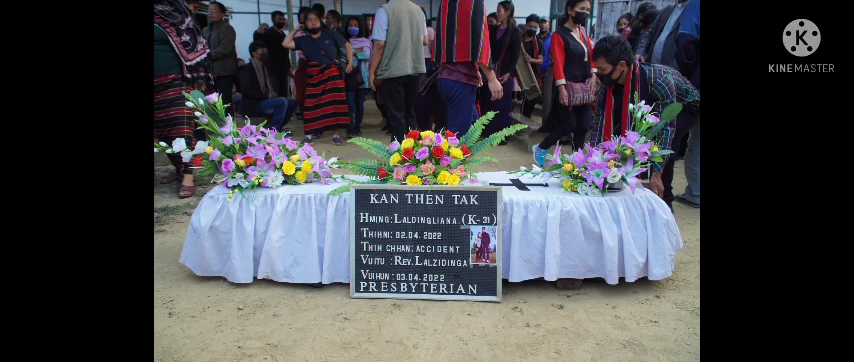 KINEMASTER
KAN THEN TAK
HMING: LALDINGLIANA (K-31)
THIHNI: 02.04.2022
THIH CHHAN: ACCIDENT
VUITU : REV. LALZIDINGA
VUIHUN: 03.04.2022
PRESBYTERIAN